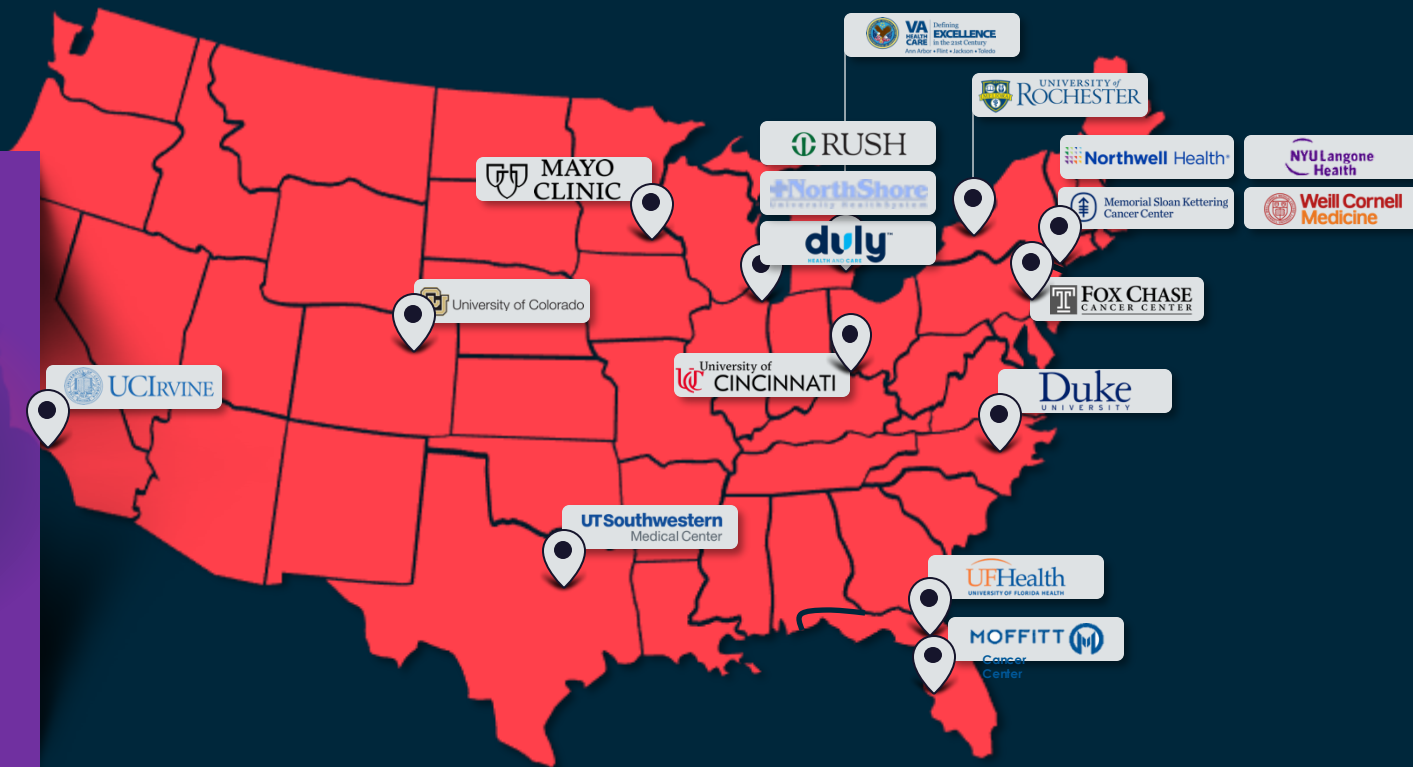 VA
HEALTH
CARE
Defining
EXCELLENCE
in the 21st Century
Ann Arbor • Flint • Jackson • Toledo
UNIVERSITY of
ROCHESTER
RUSH
Northwell Health
NYU Langone
Health
MAYO
CLINIC
NorthShore
University HealthSystem
Memorial Sloan Kettering
Cancer Center
Weill Cornell
Medicine
duly™
HEALTH AND CARE
University of Colorado
FOX CHASE
CANCER CENTER
University of
CINCINNATI
UCIRVINE
Duke
UNIVERSITY
UTSouthwestern
Medical Center
UFHealth
UNIVERSITY OF FLORIDA HEALTH
MOFFITT
Cancer
Center